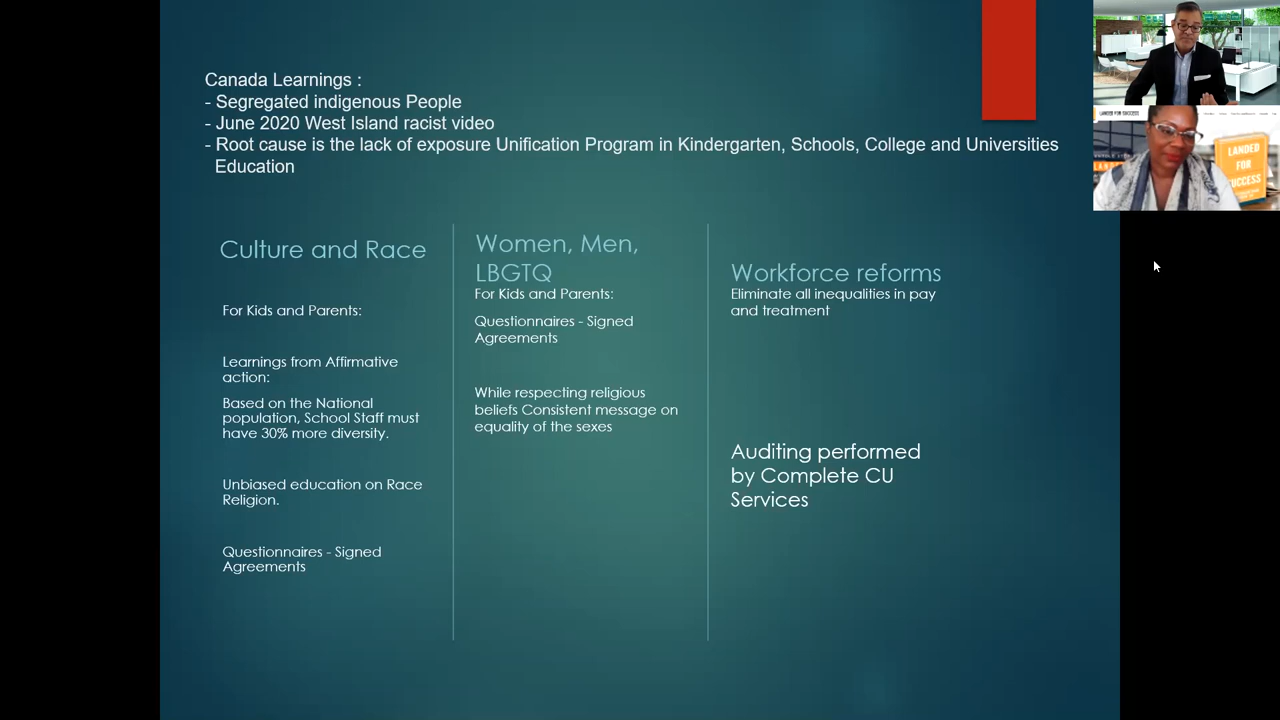 Canada Learnings :
- Segregated indigenous People
- June 2020 West Island racist video
- Root cause is the lack of exposure Unification Program in Kindergarten, Schools, College and Universities
Education
Culture and Race
For Kids and Parents:
Learnings from Affirmative
action:
Based on the National
population, School Staff must
have 30% more diversity.
Unbiased education on Race
Religion.
Questionnaires - Signed
Agreements
Women, Men,
LBGTQ
For Kids and Parents:
Questionnaires - Signed
Agreements
While respecting religious
beliefs Consistent message on
equality of the sexes
Workforce reforms
Eliminate all inequalities in pay
and treatment
Auditing performed
by Complete CU
Services
LANDED FOR SUCCESS
LANDED
FOR
SUCCESS